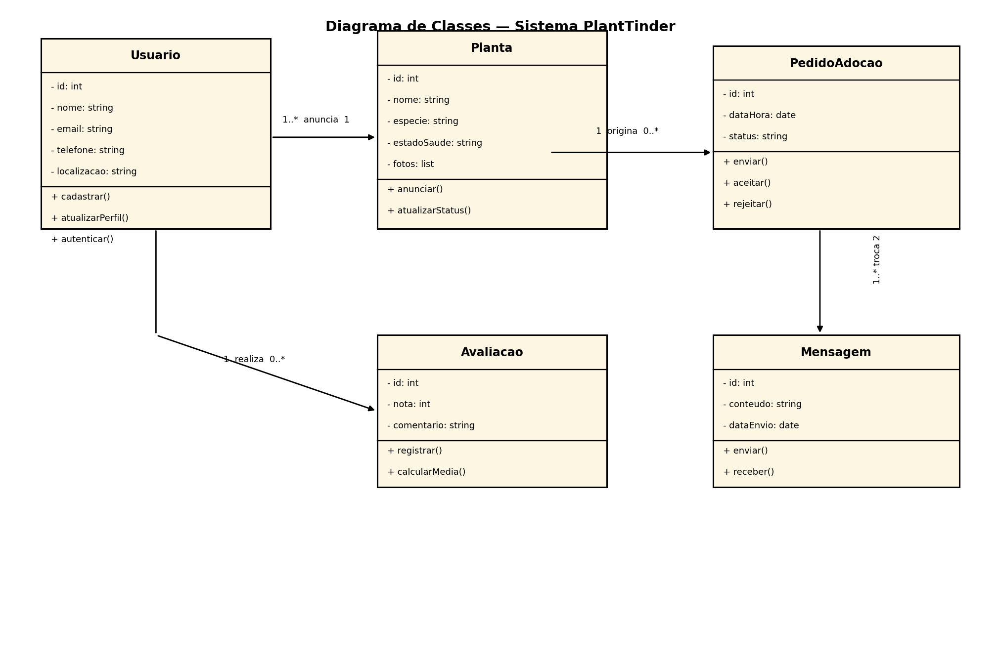 Diagrama de Classes — Sistema PlantTinder
Usuario
- id: int
- nome: string
- email: string
- telefone: string
- localizacao: string
+ cadastrar()
+ atualizarPerfil()
+ autenticar()
1..*  anuncia  1
Planta
- id: int
- nome: string
- especie: string
- estadoSaude: string
- fotos: list
+ anunciar()
+ atualizarStatus()
1  origina  0..*
PedidoAdocao
- id: int
- dataHora: date
- status: string
+ enviar()
+ aceitar()
+ rejeitar()
1..* troca 2
1  realiza  0..*
Avaliacao
- id: int
- nota: int
- comentario: string
+ registrar()
+ calcularMedia()
Mensagem
- id: int
- conteudo: string
- dataEnvio: date
+ enviar()
+ receber()